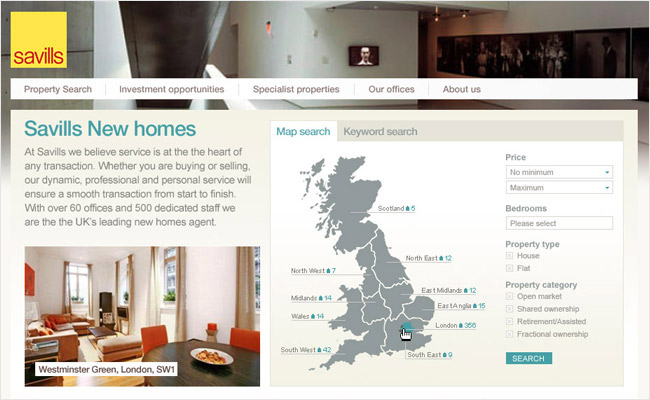 savills
Property Search
Investment opportunities
Specialist properties
Our offices
About us
Savills New homes
At Savills we believe service is at the the heart of
any transaction. Whether you are buying or selling,
our dynamic, professional and personal service will
ensure a smooth transaction from start to finish.
With over 60 offices and 500 dedicated staff we
are the the UK's leading new homes agent.
Westminster Green, London, SW1
Map search
Keyword search
Scotland 5
North East 12
North West 7
East Midlands 12
Midlands 14
East Anglia 15
Wales 14
London 356
South West 42
South East 9
Price
No minimum
Maximum
Bedrooms
Please select
Property type
House
Flat
Property category
Open market
Shared ownership
Retirement/Assisted
Fractional ownership
SEARCH